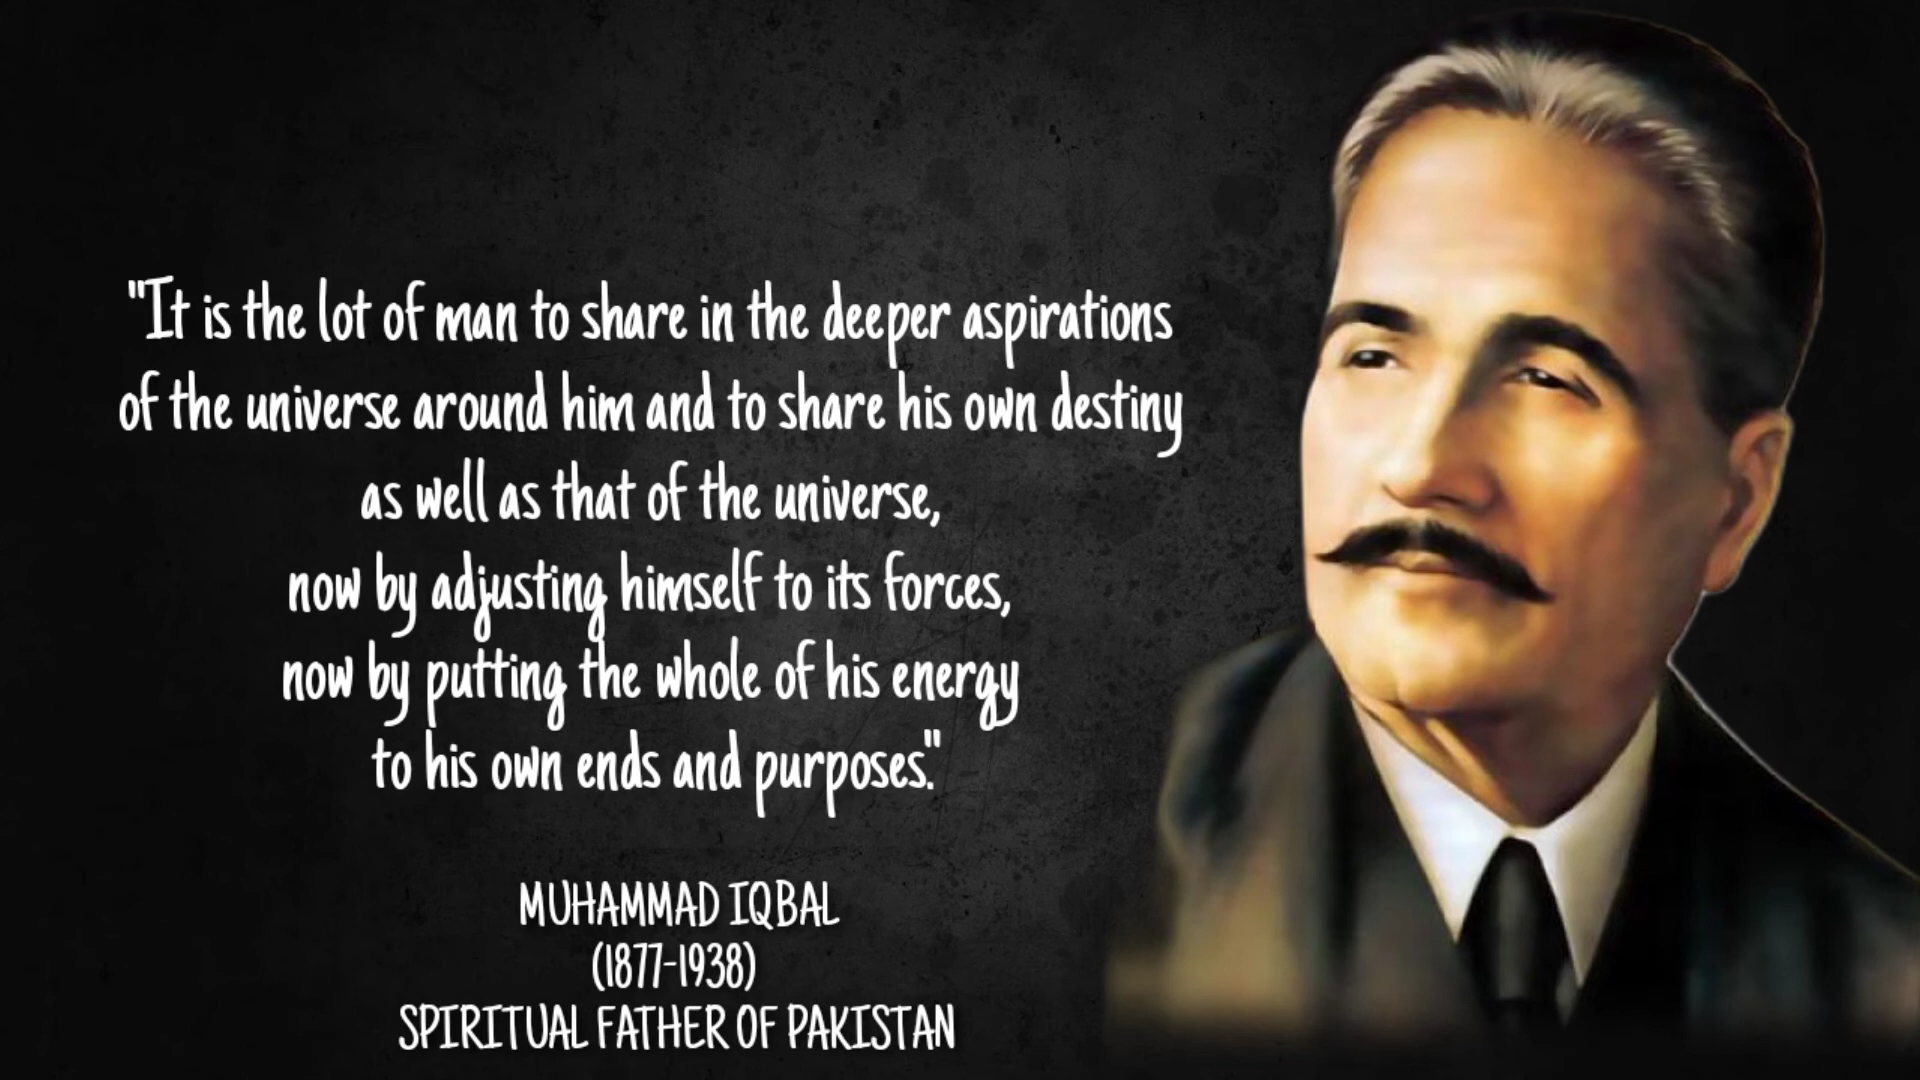 "It is the lot of man to share in the deeper aspirations
of the universe around him and to share his own destiny
as well as that of the universe,
now by adjusting himself to its forces,
now by putting the whole of his energy
to his own ends and purposes."
MUHAMMAD IQBAL
(1877-1938)
SPIRITUAL FATHER OF PAKISTAN